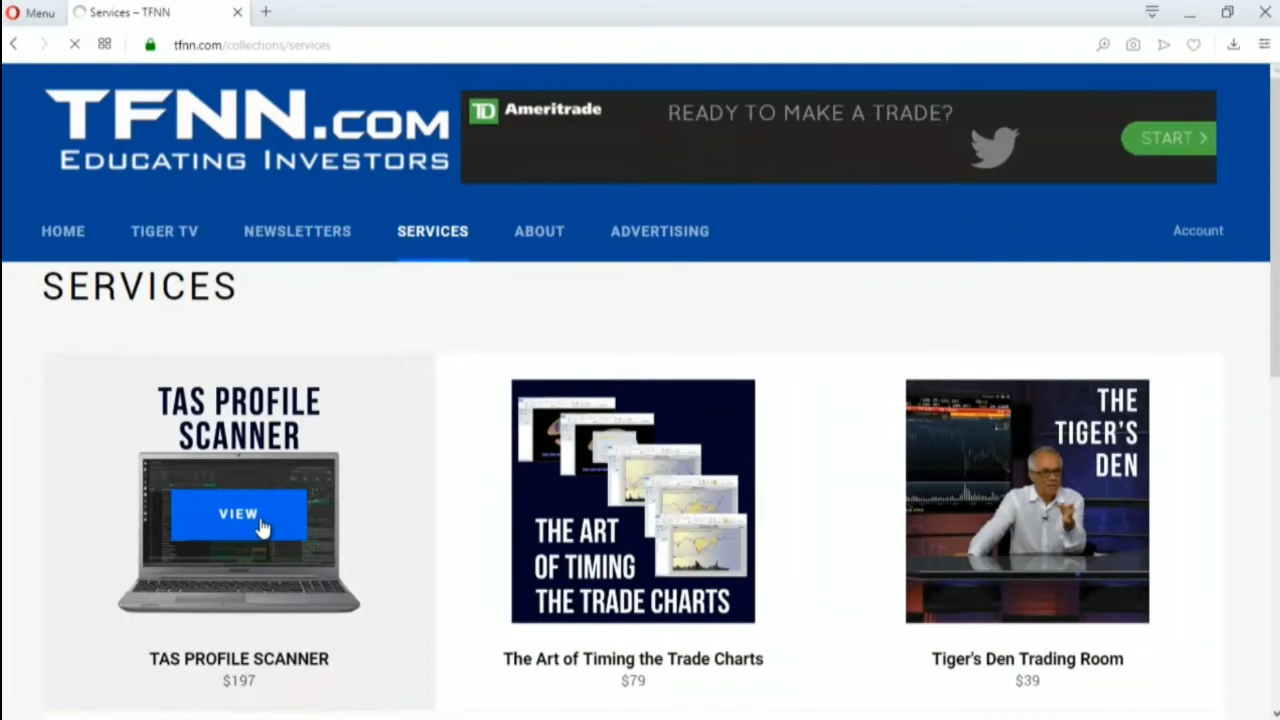 Menu
Services – TFNN
tfnn.com/collections/services
TFNN.COM
EDUCATING INVESTORS
TD Ameritrade
READY TO MAKE A TRADE?
START >
HOME
TIGER TV
NEWSLETTERS
SERVICES
ABOUT
ADVERTISING
Account
SERVICES
TAS PROFILE
SCANNER
VIEW
TAS PROFILE SCANNER
$197
THE ART
OF TIMING
THE TRADE CHARTS
The Art of Timing the Trade Charts
$79
THE
TIGER'S
DEN
Tiger's Den Trading Room
$39